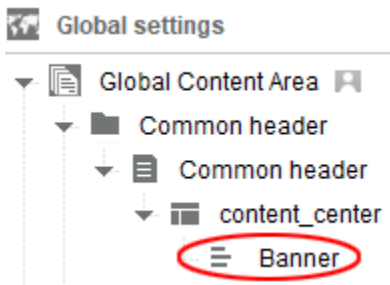 Global settings
Global Content Area
Common header
Common header
content_center
Banner